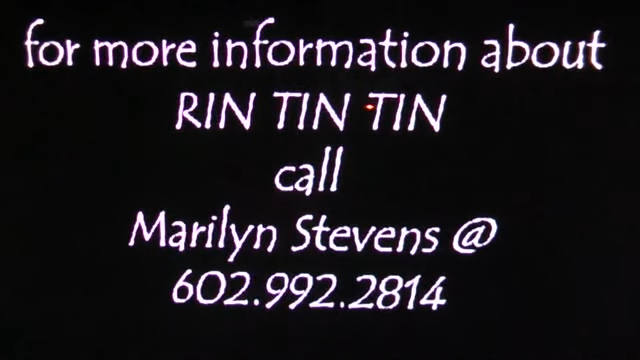 for more information about
RIN TIN TIN
call
Marilyn Stevens @
602.992.2814